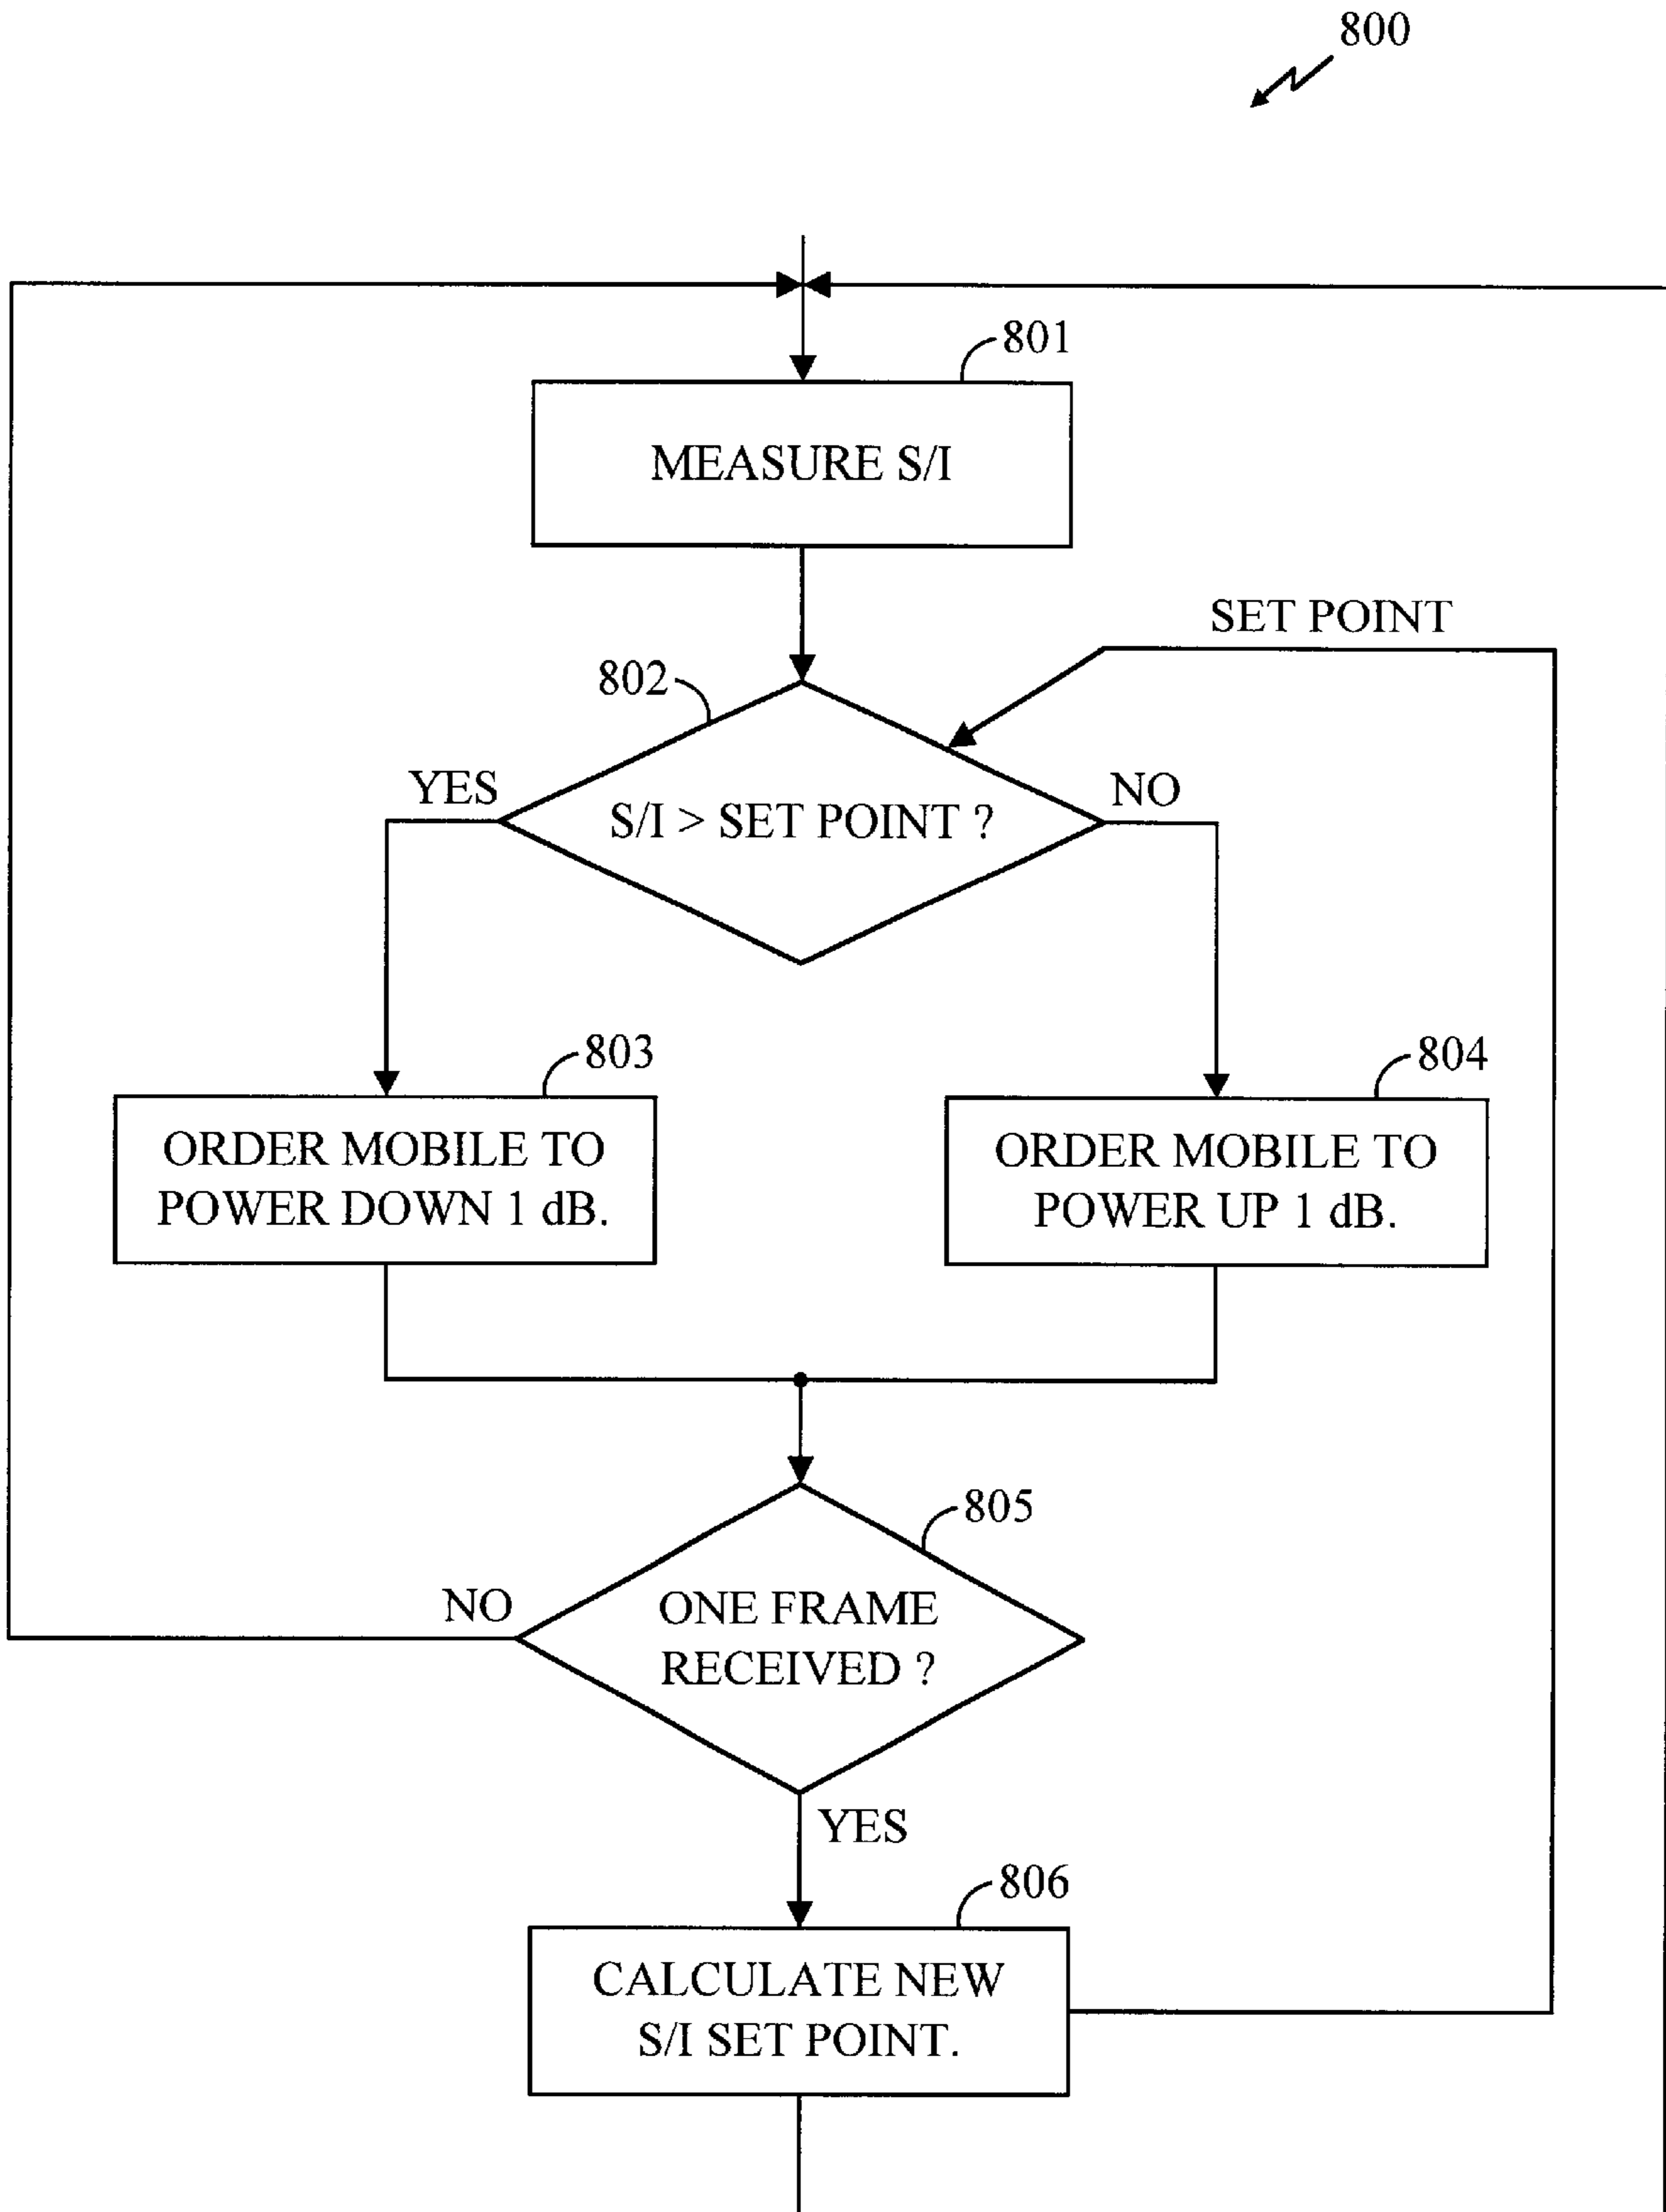 800
801
MEASURE S/I
SET POINT
802
YES
S/I > SET POINT ?
NO
803
ORDER MOBILE TO
POWER DOWN 1 dB.
804
ORDER MOBILE TO
POWER UP 1 dB.
805
NO
ONE FRAME
RECEIVED ?
YES
806
CALCULATE NEW
S/I SET POINT.